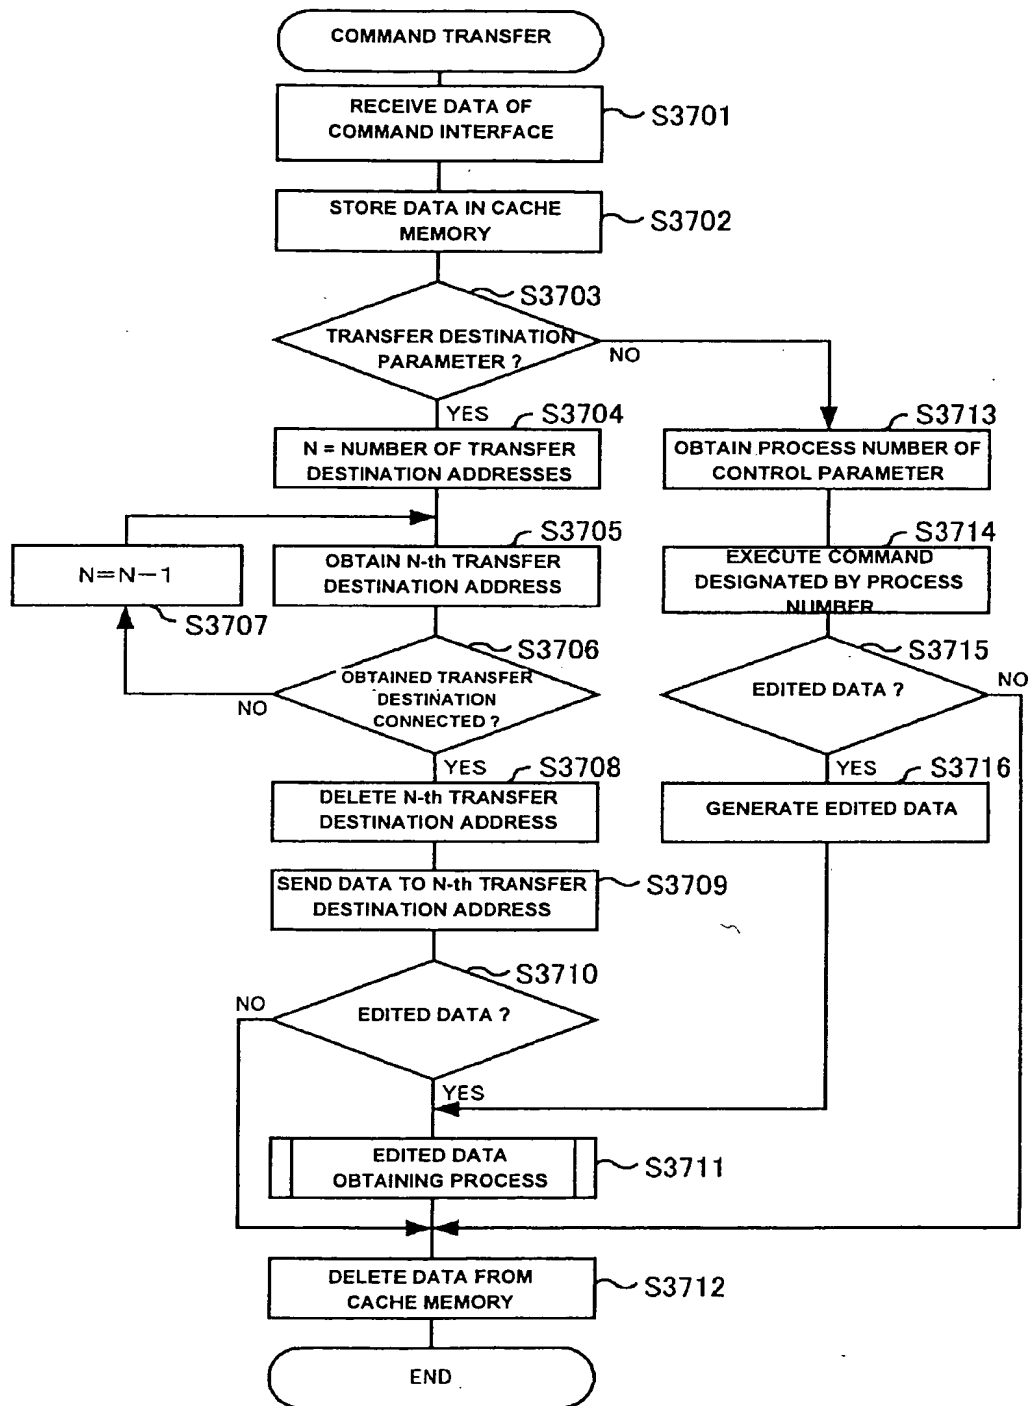 COMMAND TRANSFER
RECEIVE DATA OF
COMMAND INTERFACE
S3701
STORE DATA IN CACHE
MEMORY
S3702
S3703
TRANSFER DESTINATION
PARAMETER ?
NO
YES
S3704
N = NUMBER OF TRANSFER
DESTINATION ADDRESSES
S3713
OBTAIN PROCESS NUMBER OF
CONTROL PARAMETER
S3705
OBTAIN N-th TRANSFER
DESTINATION ADDRESS
N=N-1
S3707
S3714
EXECUTE COMMAND
DESIGNATED BY PROCESS
NUMBER
S3706
OBTAINED TRANSFER
DESTINATION
CONNECTED ?
NO
YES
S3715
EDITED DATA ?
NO
YES
S3708
DELETE N-th TRANSFER
DESTINATION ADDRESS
S3716
GENERATE EDITED DATA
SEND DATA TO N-th TRANSFER
DESTINATION ADDRESS
S3709
S3710
EDITED DATA ?
NO
YES
EDITED DATA
OBTAINING PROCESS
S3711
DELETE DATA FROM
CACHE MEMORY
S3712
END